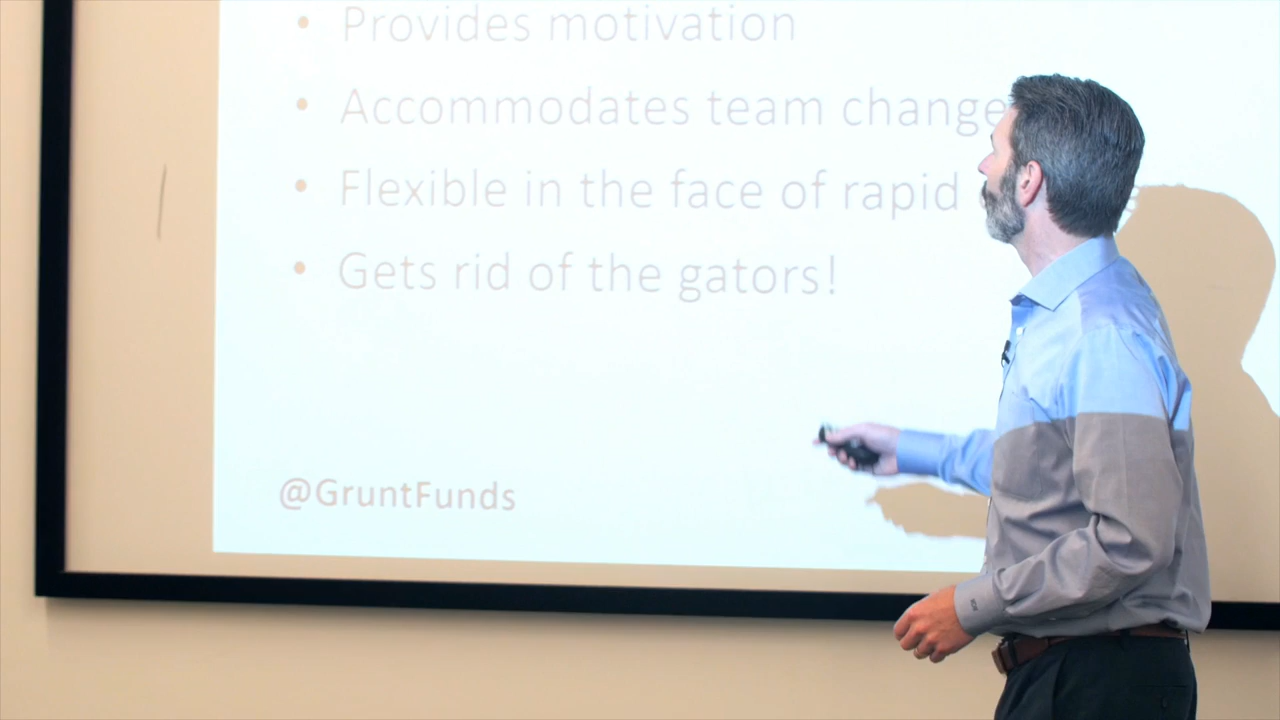 • Provides motivation
• Accommodates team change
• Flexible in the face of rapid
• Gets rid of the gators!
@GruntFunds